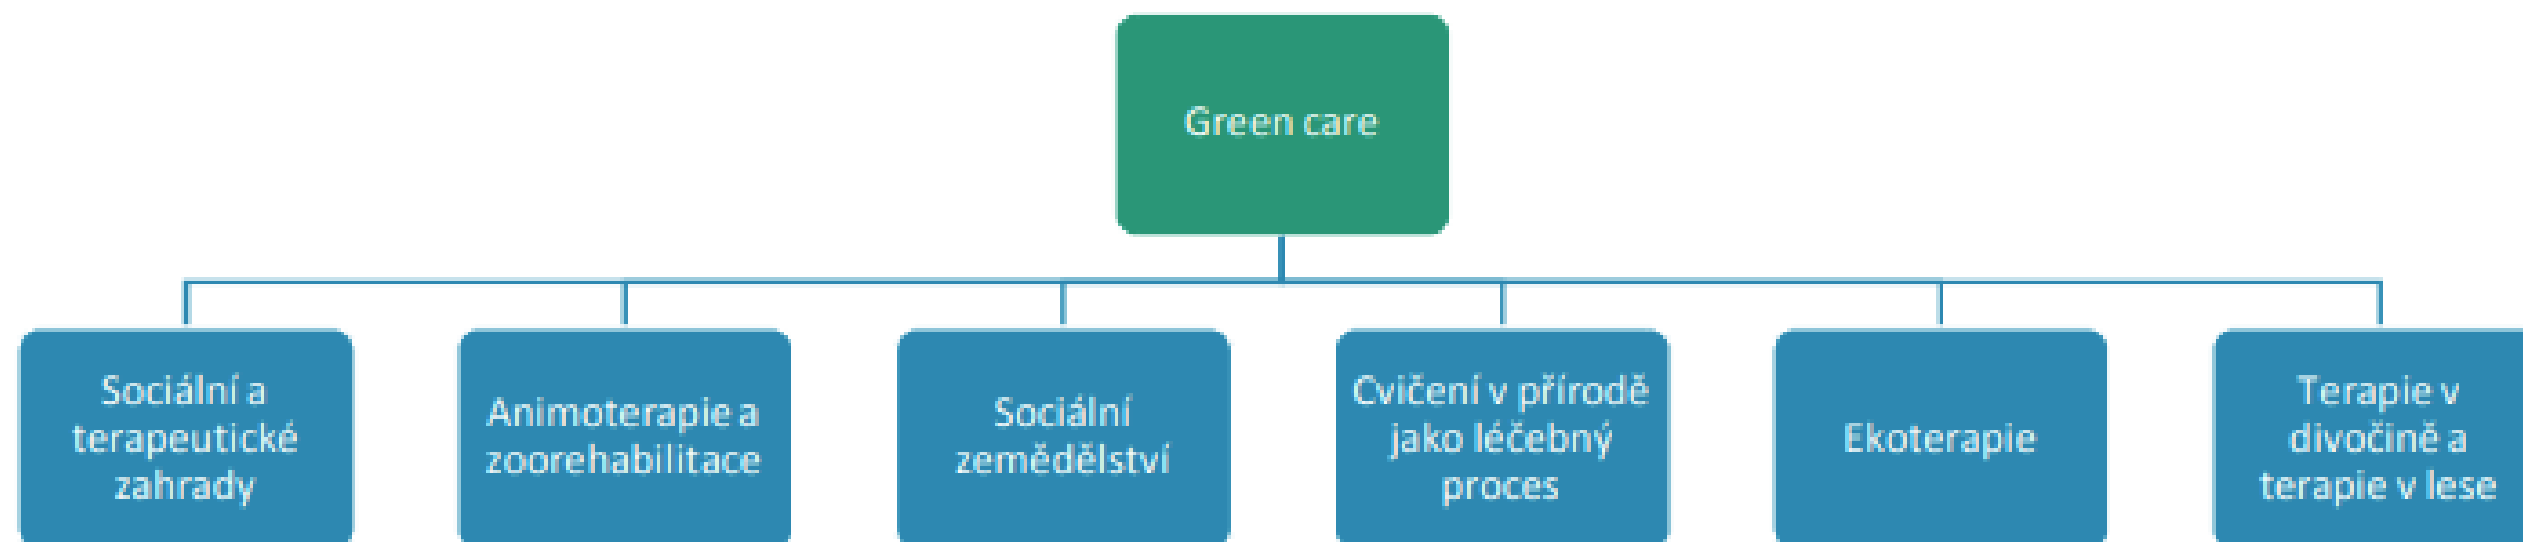 Green care
Sociální a
terapeutické
zahrady
Animoterapie a
zoorehabilitace
Sociální
zemědělství
Cvičení v přírodě
jako léčebný
proces
Ekoterapie
Terapie v
divočině a
terapie v lese